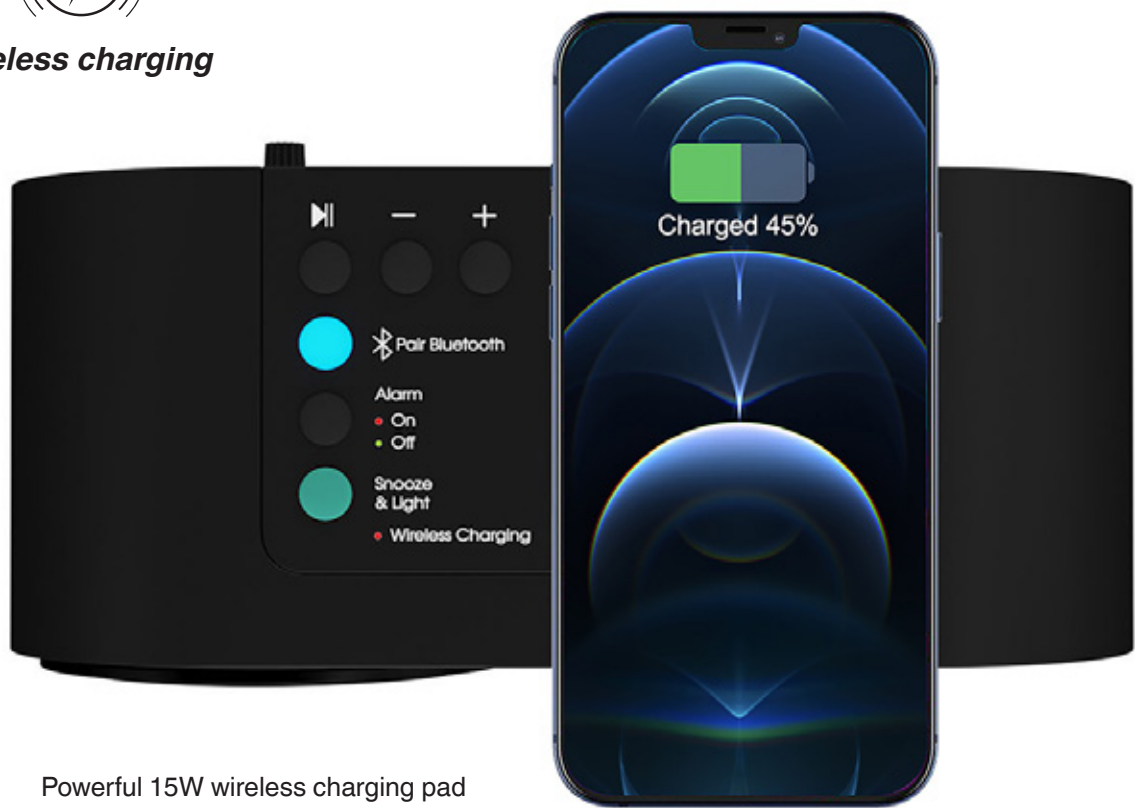 eless charging
− +
Charged 45%
Pair Bluetooth
Alarm
On
Off
Snooze
& Light
Wireless Charging
Powerful 15W wireless charging pad